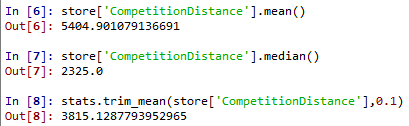 In [6]: store['CompetitionDistance'].mean()
Out[6]: 5404.901079136691
In [7]: store['CompetitionDistance'].median()
Out[7]: 2325.0
In [8]: stats.trim_mean(store['CompetitionDistance'],0.1)
Out[8]: 3815.1287793952965